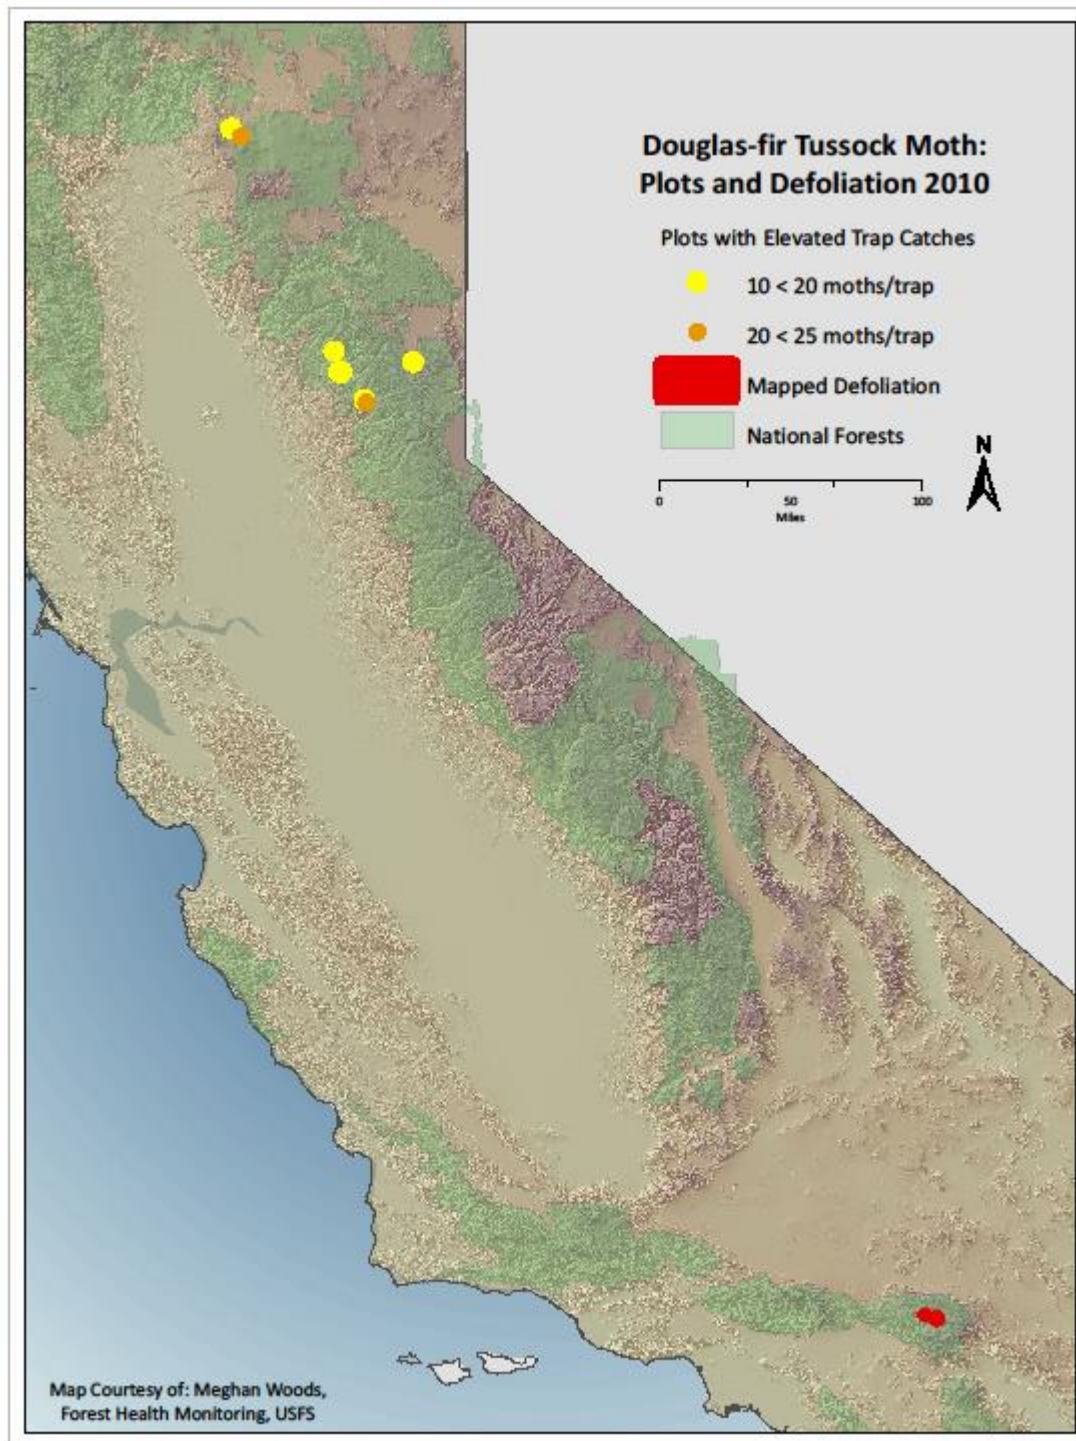 Douglas-fir Tussock Moth:
Plots and Defoliation 2010
Plots with Elevated Trap Catches
10 < 20 moths/trap
20 < 25 moths/trap
Mapped Defoliation
National Forests
N
0 50 100
Miles
Map Courtesy of: Meghan Woods,
Forest Health Monitoring, USFS